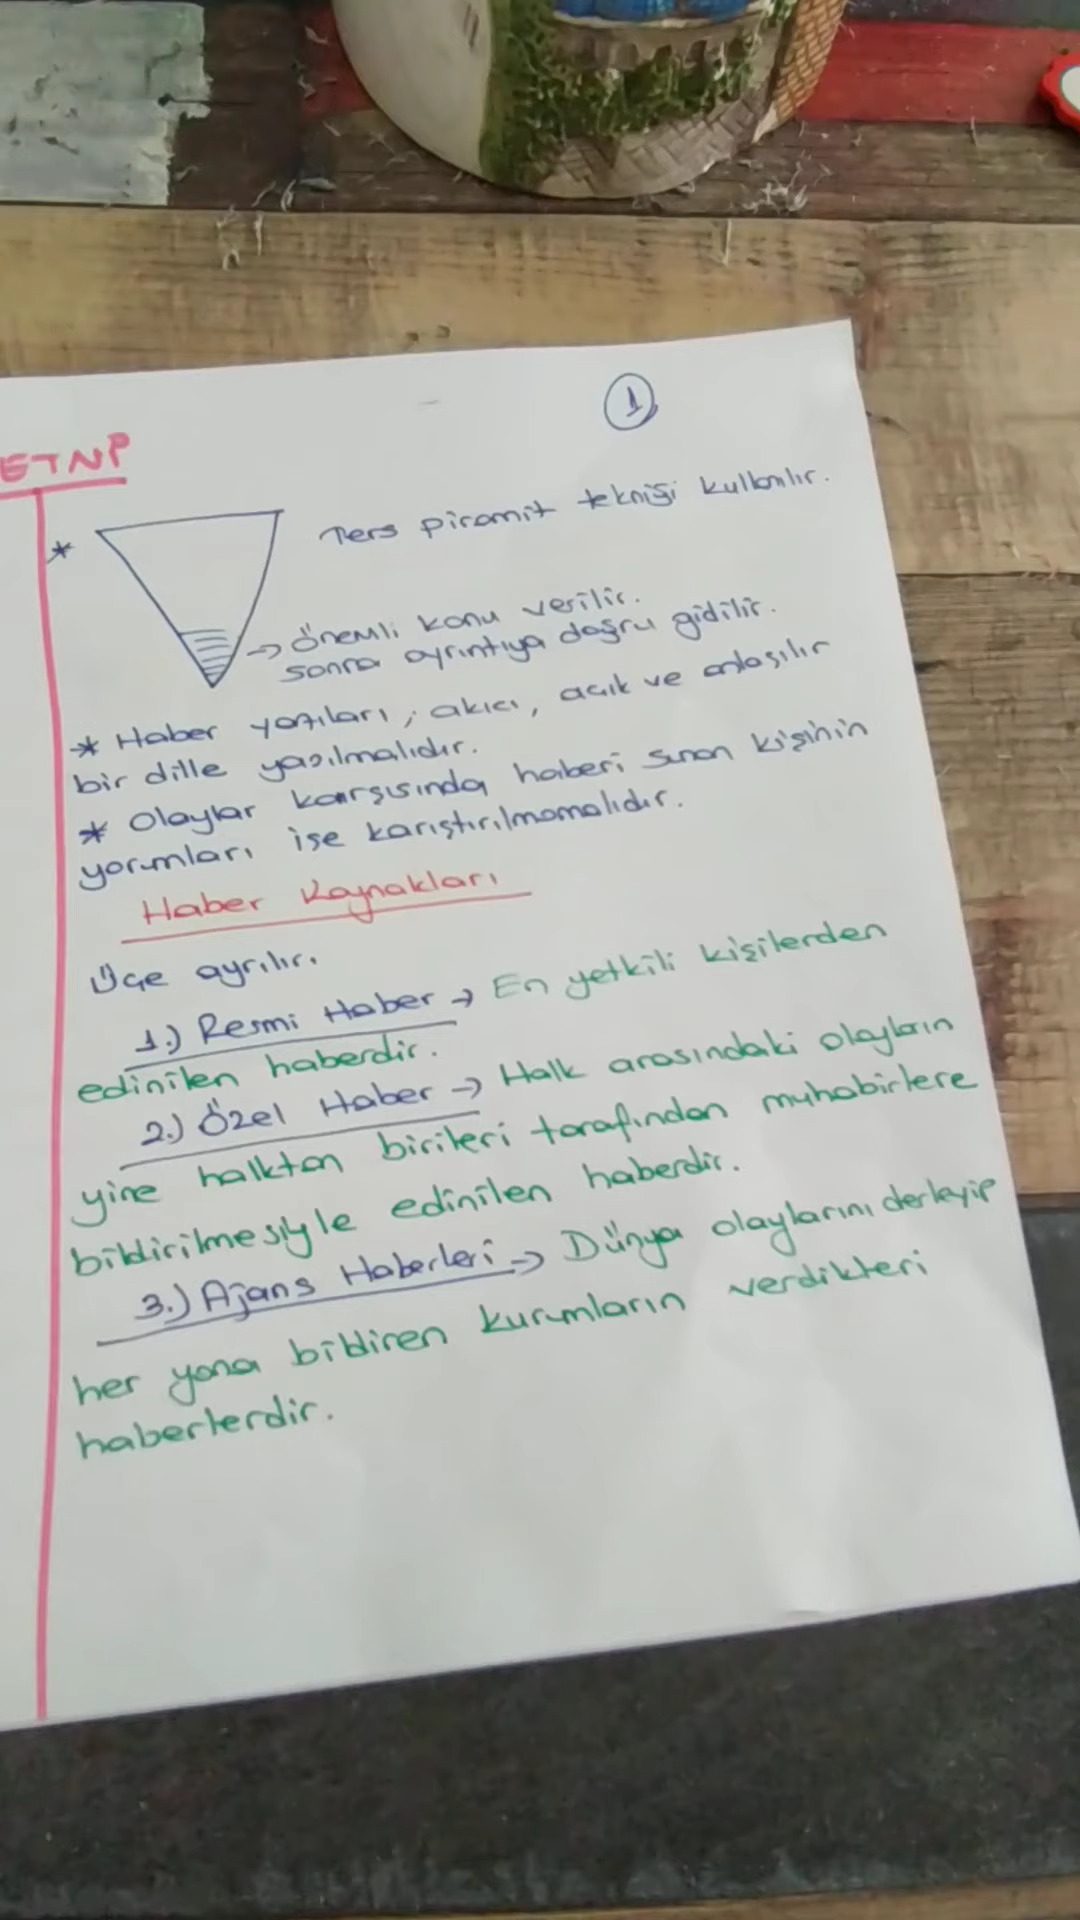 ①
ETNP
* Ters piramit tekniği kullanılır.
→ önemli konu verilir.
sonra ayrıntıya doğru gidilir.
* Haber yazıları, akıcı, açık ve anlaşılır
bir dille yazılmalıdır.
* Olaylar karşısında haberi sunan kişinin
yorumları işe karıştırılmamalıdır.
Haber Kaynakları
Üçe ayrılır.
1.) Resmi Haber → En yetkili kişilerden
edinilen haberdir.
2.) Özel Haber → Halk arasındaki olayların
yine halktan birileri tarafından muhabirlere
bildirilmesiyle edinilen haberdir.
3.) Ajans Haberleri → Dünya olaylarını derleyip
her yana bildiren kurumların verdikleri
haberlerdir.